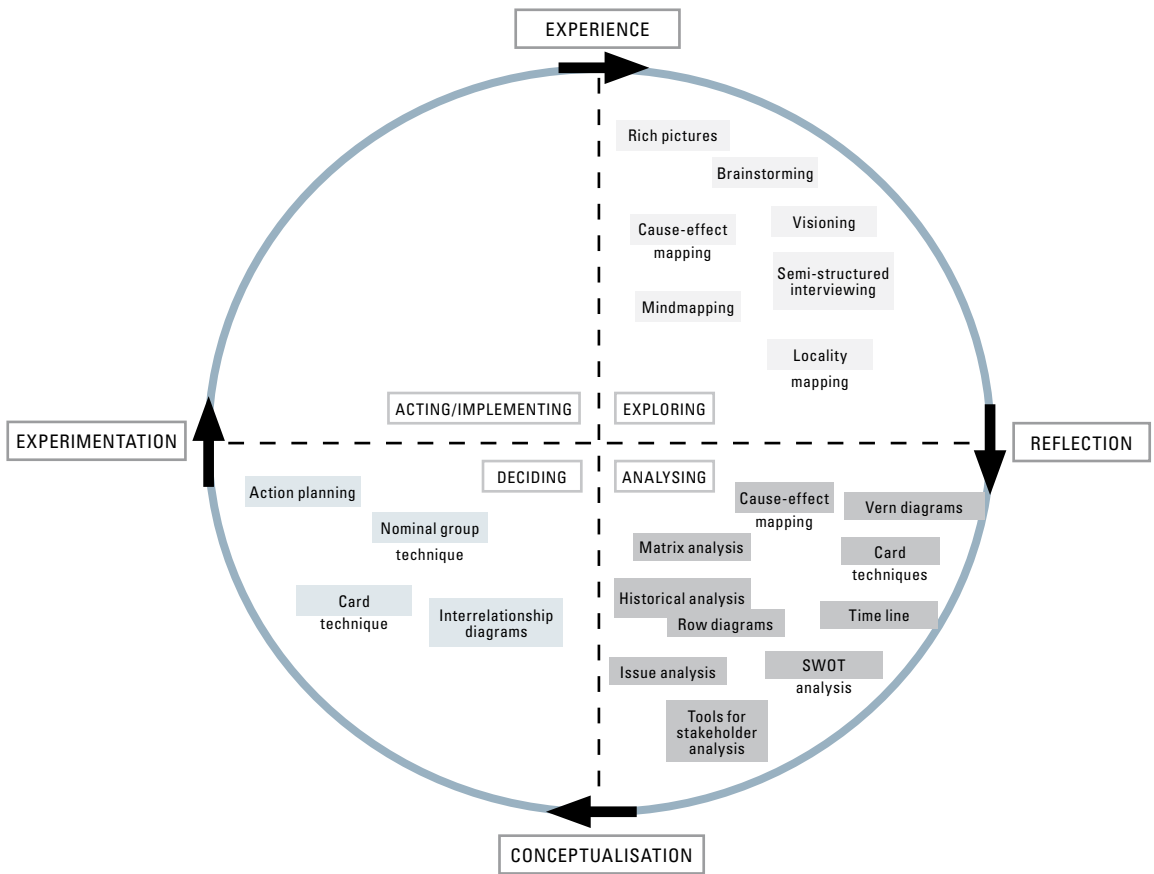 EXPERIENCE
Rich pictures
Brainstorming
Cause-effect
mapping
Visioning
Semi-structured
interviewing
Mindmapping
Locality
mapping
ACTING/IMPLEMENTING
EXPLORING
EXPERIMENTATION
REFLECTION
DECIDING
ANALYSING
Action planning
Nominal group
technique
Card
technique
Interrelationship
diagrams
Cause-effect
mapping
Vern diagrams
Matrix analysis
Card
techniques
Historical analysis
Row diagrams
Time line
Issue analysis
SWOT
analysis
Tools for
stakeholder
analysis
CONCEPTUALISATION